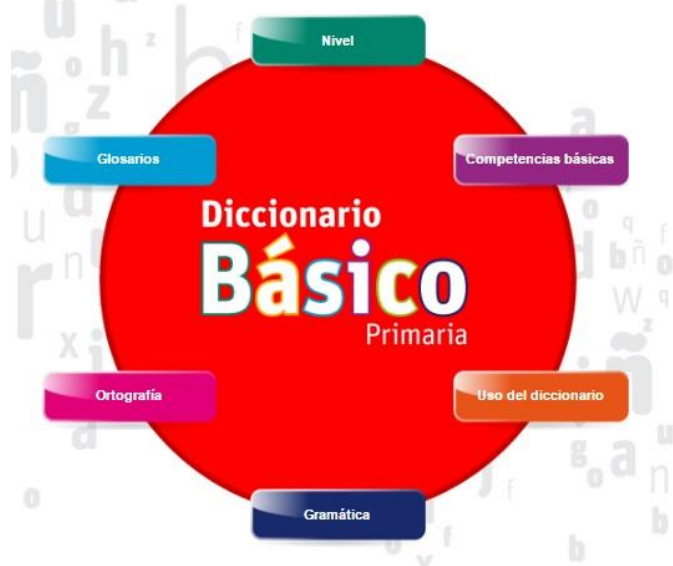 Nivel
Glosarios
Competencias básicas
Diccionario
Básico
Primaria
Ortografía
Uso del diccionario
Gramática